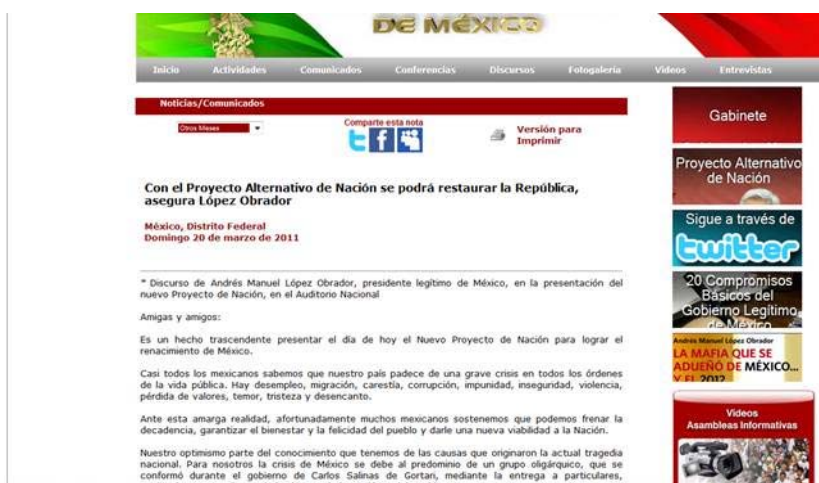 DE MÉXICO
Inicio Actividades Comunicados Conferencias Discursos Fotogalería Videos Entrevistas
Noticias/Comunicados
Otros Meses
Comparte esta nota
Versión para
Imprimir
Con el Proyecto Alternativo de Nación se podrá restaurar la República,
asegura López Obrador
México, Distrito Federal
Domingo 20 de marzo de 2011
" Discurso de Andrés Manuel López Obrador, presidente legítimo de México, en la presentación del
nuevo Proyecto de Nación, en el Auditorio Nacional
Amigas y amigos:
Es un hecho trascendente presentar el día de hoy el Nuevo Proyecto de Nación para lograr el
renacimiento de México.
Casi todos los mexicanos sabemos que nuestro país padece de una grave crisis en todos los órdenes
de la vida pública. Hay desempleo, migración, carestía, corrupción, impunidad, inseguridad, violencia,
pérdida de valores, temor, tristeza y desencanto.
Ante esta amarga realidad, afortunadamente muchos mexicanos sostenemos que podemos frenar la
decadencia, garantizar el bienestar y la felicidad del pueblo y darle una nueva viabilidad a la Nación.
Nuestro optimismo parte del conocimiento que tenemos de las causas que originaron la actual tragedia
nacional. Para nosotros la crisis de México se debe al predominio de un grupo oligárquico, que se
conformó durante el gobierno de Carlos Salinas de Gortari, mediante la entrega a particulares,
Gabinete
Proyecto Alternativo
de Nación
Sigue a través de
twitter
20 Compromisos
Básicos del
Gobierno Legítimo
de México
Andrés Manuel López Obrador
LA MAFIA QUE SE
ADUEÑÓ DE MÉXICO...
Y EL 2012
Videos
Asambleas Informativas